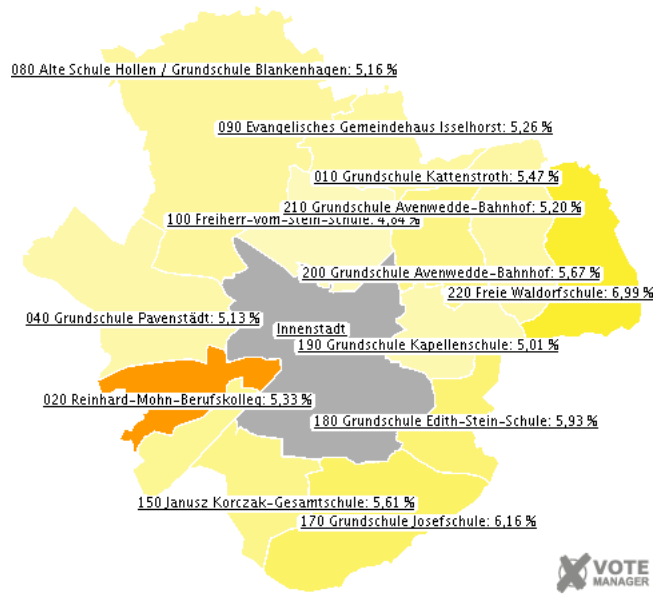 080 Alte Schule Hollen / Grundschule Blankenhagen: 5,16 %
090 Evangelisches Gemeindehaus Isselhorst: 5,26 %
010 Grundschule Kattenstroth: 5,47 %
210 Grundschule Avenwedde-Bahnhof: 5,20 %
100 Freiherr-vom-Stein-Schule: 4,84 %
200 Grundschule Avenwedde-Bahnhof: 5,67 %
220 Freie Waldorfschule: 6,99 %
040 Grundschule Pavenstädt: 5,13 %
Innenstadt
190 Grundschule Kapellenschule: 5,01 %
020 Reinhard-Mohn-Berufskolleg: 5,33 %
180 Grundschule Edith-Stein-Schule: 5,93 %
150 Janusz Korczak-Gesamtschule: 5,61 %
170 Grundschule Josefschule: 6,16 %
VOTE
MANAGER